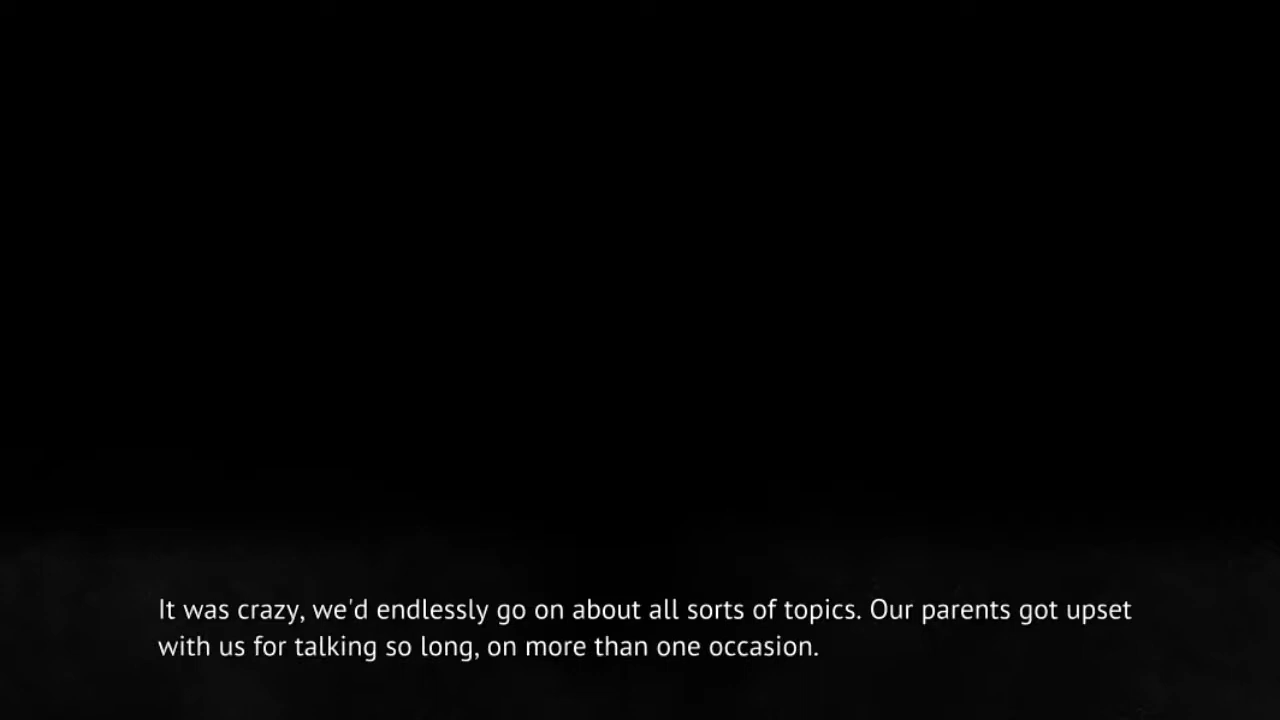 It was crazy, we'd endlessly go on about all sorts of topics. Our parents got upset
with us for talking so long, on more than one occasion.